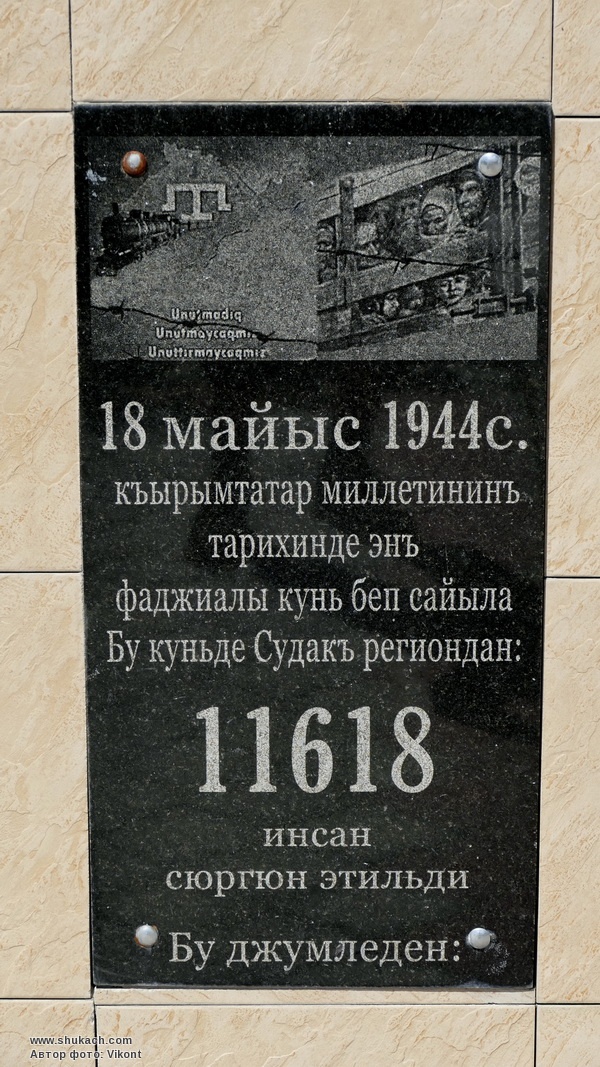 Unutmadıq
Unutmaycaqmız
Unuttırmaycaqmız
18 майыс 1944с.
къырымтатар миллетининъ
тарихинде энъ
фаджиалы кунь беп сайыла
Бу куньде Судакъ региондан:
11618
инсан
сюргюн этильди
Бу джумледен:
www.shukach.com
Автор фото: Vikont